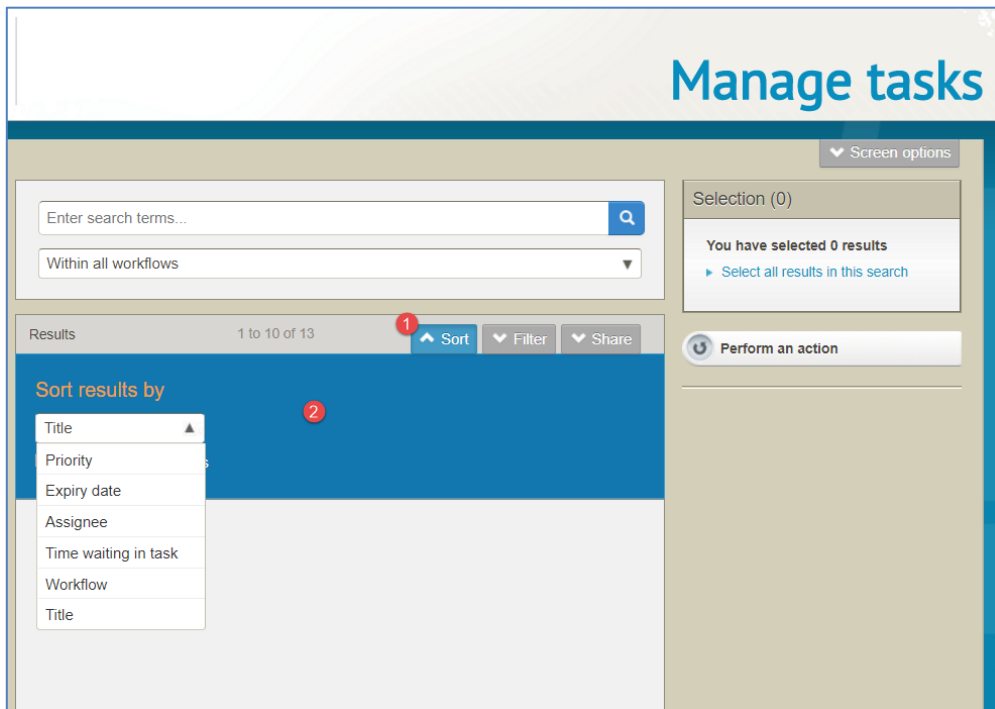 Manage tasks
Screen options
Enter search terms...
Within all workflows
Selection (0)
You have selected 0 results
Select all results in this search
Results 1 to 10 of 13 1 Sort Filter Share
Perform an action
Sort results by
2
Title
Priority
Expiry date
Assignee
Time waiting in task
Workflow
Title